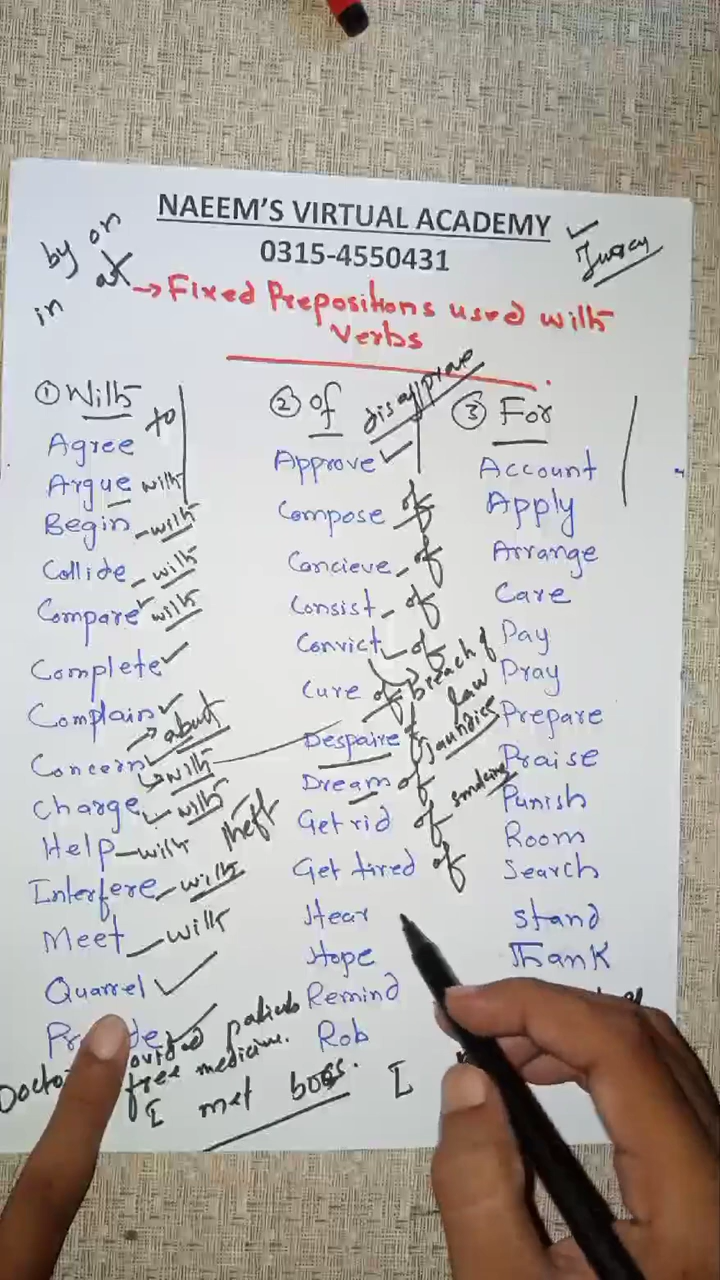 NAEEM'S VIRTUAL ACADEMY
0315-4550431
by on
in at
→ Fixed Prepositions used with
Verbs
① With
to
Agree
Argue with
Begin - with
Collide - with
Compare with
Complete
Complain
about
Concern with
Charge with theft
Help - with
Interfere - with
Meet - with
Quarrel
② Of
disapprove
Approve
Compose of
Concieve - of
Consist - of
Convict - of breach of law
Cure of jaundice
Despaire of
Dream of
Get rid of smoking
Get tired of
Hear
Hope
Remind
Rob
③ For
Account
Apply
Arrange
Care
Pay
Pray
Prepare
Praise
Punish
Room
Search
Stand
Thank
patients
free medicine.
I met boss. I